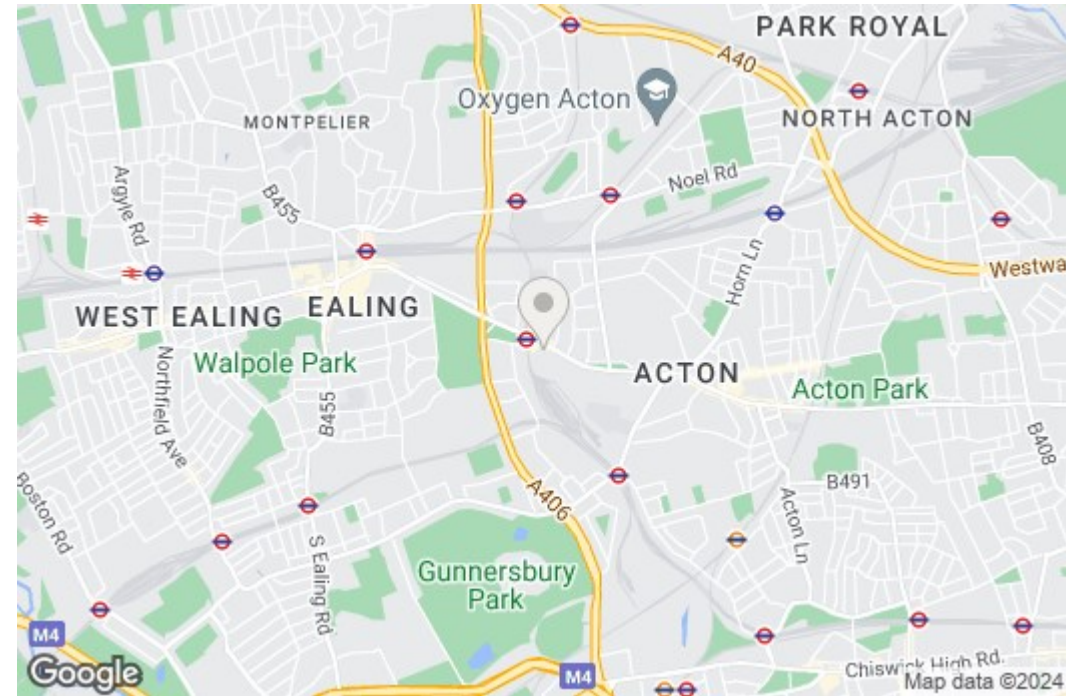 PARK ROYAL
A40
Oxygen Acton
NORTH ACTON
MONTPELIER
Noel Rd
Argyle Rd
B455
Horn Ln
Westwa
WEST EALING
EALING
Walpole Park
ACTON
Acton Park
Northfield Ave
B455
B408
B491
Boston Rd
A406
Acton Ln
S Ealing Rd
Gunnersbury
Park
M4
M4
Chiswick High Rd.
Google
Map data ©2024